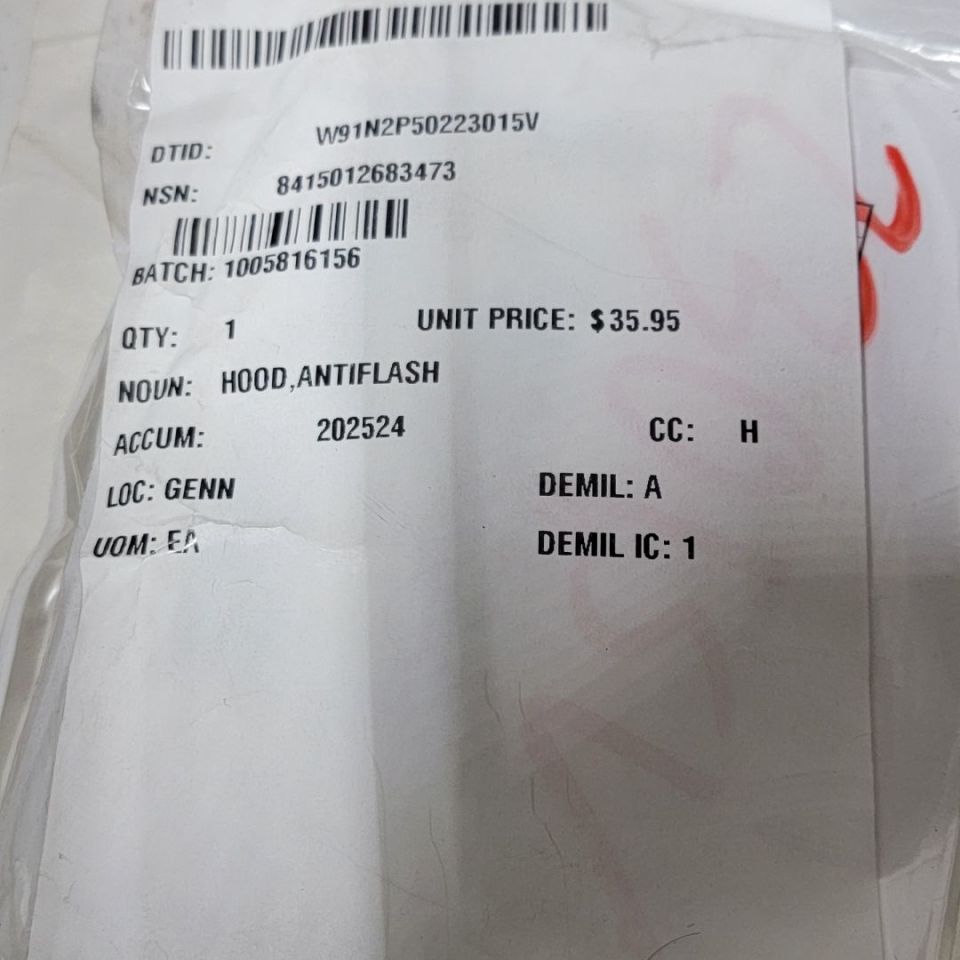 DTID: W91N2P50223015V
NSN: 8415012683473
BATCH: 1005816156
QTY: 1 UNIT PRICE: $35.95
NOUN: HOOD,ANTIFLASH
ACCUM: 202524 CC: H
LOC: GENN DEMIL: A
UOM: EA DEMIL IC: 1